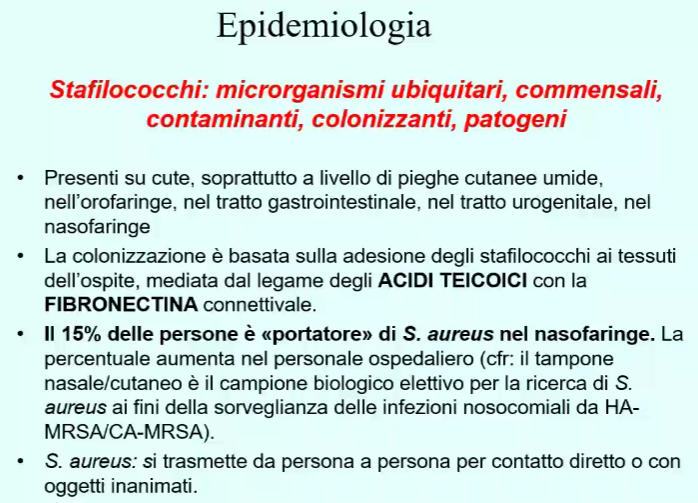 Epidemiologia
Stafilococchi: microrganismi ubiquitari, commensali,
contaminanti, colonizzanti, patogeni
• Presenti su cute, soprattutto a livello di pieghe cutanee umide,
nell'orofaringe, nel tratto gastrointestinale, nel tratto urogenitale, nel
nasofaringe
• La colonizzazione è basata sulla adesione degli stafilococchi ai tessuti
dell'ospite, mediata dal legame degli ACIDI TEICOICI con la
FIBRONECTINA connettivale.
• Il 15% delle persone è «portatore» di S. aureus nel nasofaringe. La
percentuale aumenta nel personale ospedaliero (cfr: il tampone
nasale/cutaneo è il campione biologico elettivo per la ricerca di S.
aureus ai fini della sorveglianza delle infezioni nosocomiali da HA-
MRSA/CA-MRSA).
• S. aureus: si trasmette da persona a persona per contatto diretto o con
oggetti inanimati.